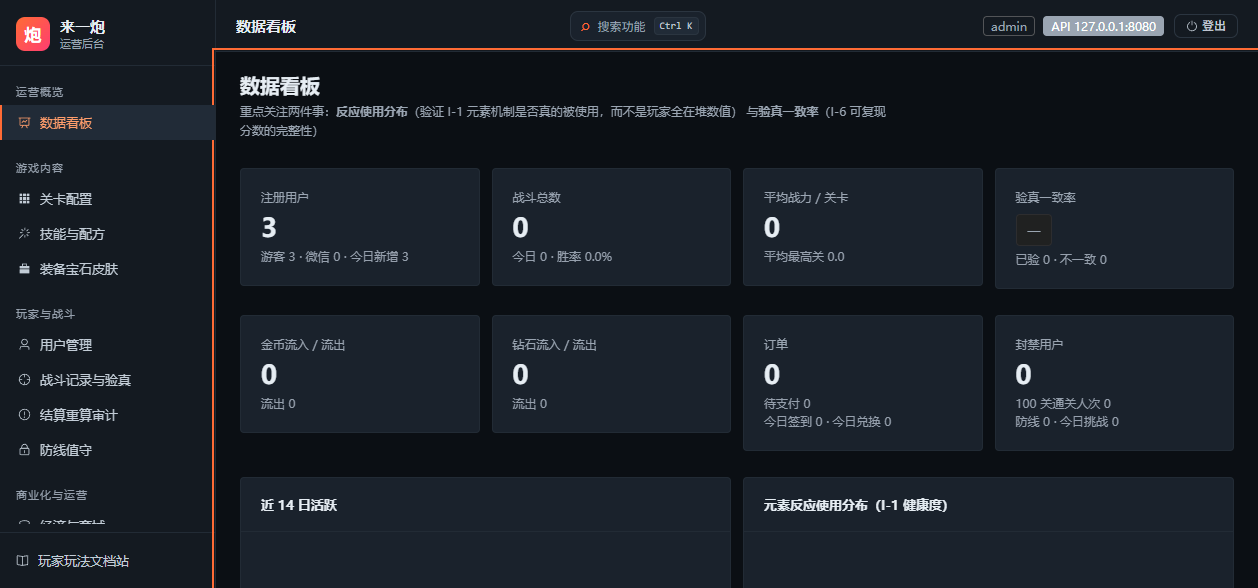 炮
来一炮
运营后台
数据看板
搜索功能 Ctrl K
admin
API 127.0.0.1:8080
登出
运营概览
数据看板
游戏内容
关卡配置
技能与配方
装备宝石皮肤
玩家与战斗
用户管理
战斗记录与验真
结算重算审计
防线值守
商业化与运营
经济与商城
玩家玩法文档站
数据看板
重点关注两件事：反应使用分布（验证 I-1 元素机制是否真的被使用，而不是玩家全在堆数值） 与验真一致率（I-6 可复现
分数的完整性）
注册用户
3
游客 3 · 微信 0 · 今日新增 3
战斗总数
0
今日 0 · 胜率 0.0%
平均战力 / 关卡
0
平均最高关 0.0
验真一致率
—
已验 0 · 不一致 0
金币流入 / 流出
0
流出 0
钻石流入 / 流出
0
流出 0
订单
0
待支付 0
今日签到 0 · 今日兑换 0
封禁用户
0
100 关通关人次 0
防线 0 · 今日挑战 0
近 14 日活跃
元素反应使用分布（I-1 健康度）